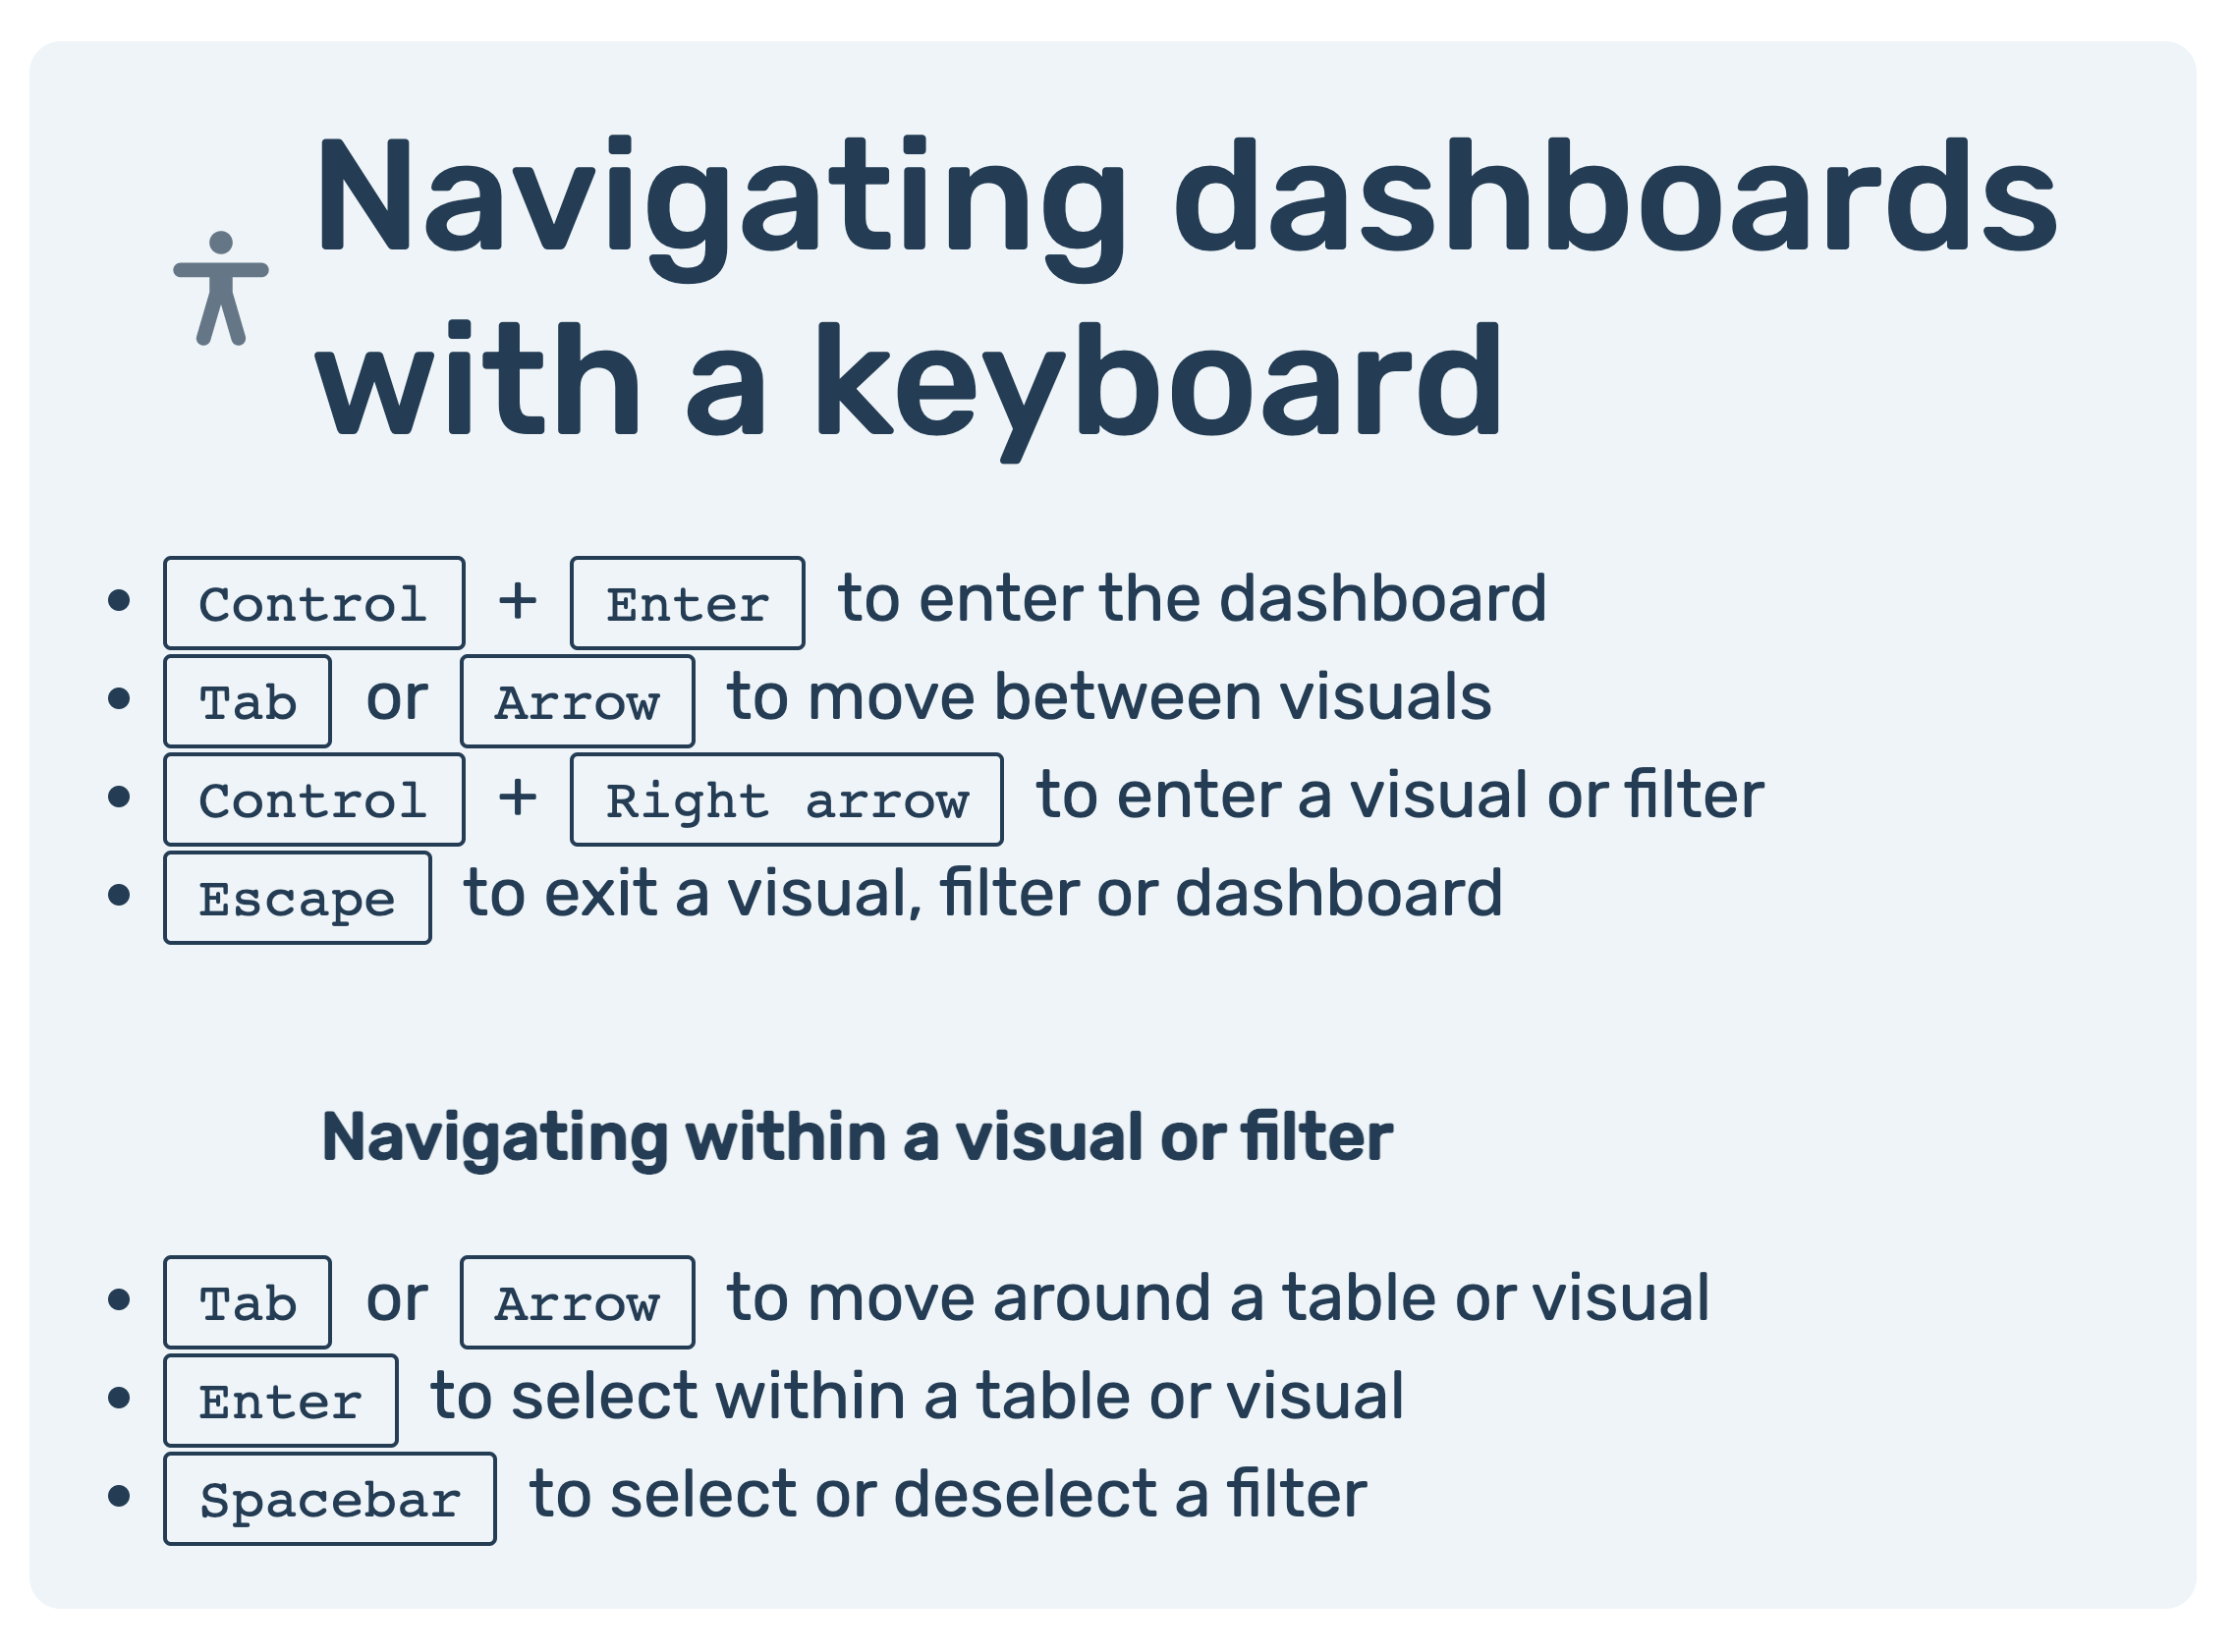 Navigating dashboards
with a keyboard
• Control + Enter to enter the dashboard
• Tab or Arrow to move between visuals
• Control + Right arrow to enter a visual or filter
• Escape to exit a visual, filter or dashboard
Navigating within a visual or filter
• Tab or Arrow to move around a table or visual
• Enter to select within a table or visual
• Spacebar to select or deselect a filter